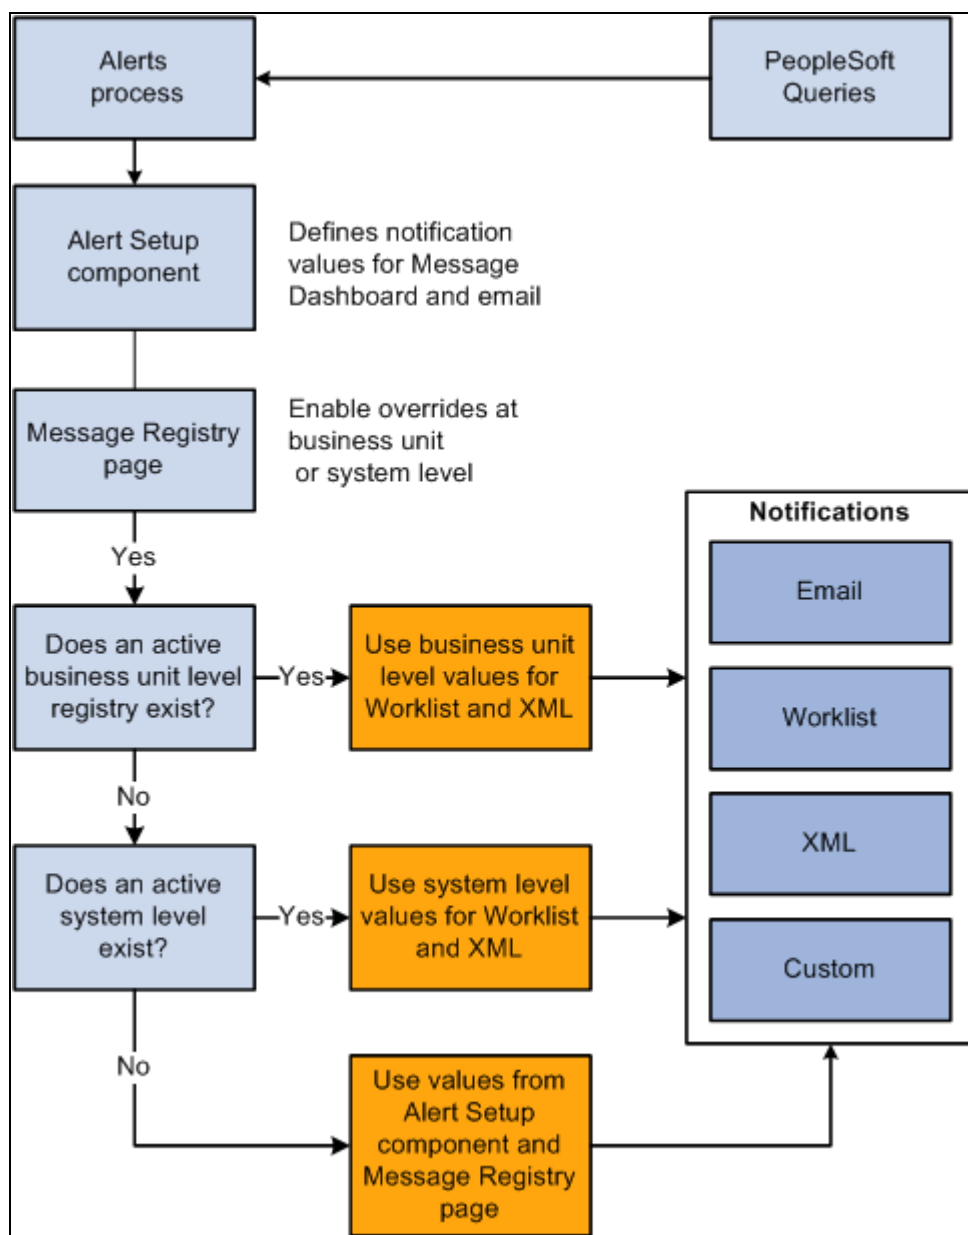 Alerts
process
PeopleSoft
Queries
Alert Setup
component
Defines notification
values for Message
Dashboard and email
Message Registry
page
Enable overrides at
business unit
or system level
Yes
Notifications
Email
Worklist
XML
Custom
Does an active
business unit level
registry exist?
Yes
Use business unit
level values for
Worklist and XML
No
Does an active
system level
exist?
Yes
Use system level
values for Worklist
and XML
No
Use values from
Alert Setup
component and
Message Registry
page